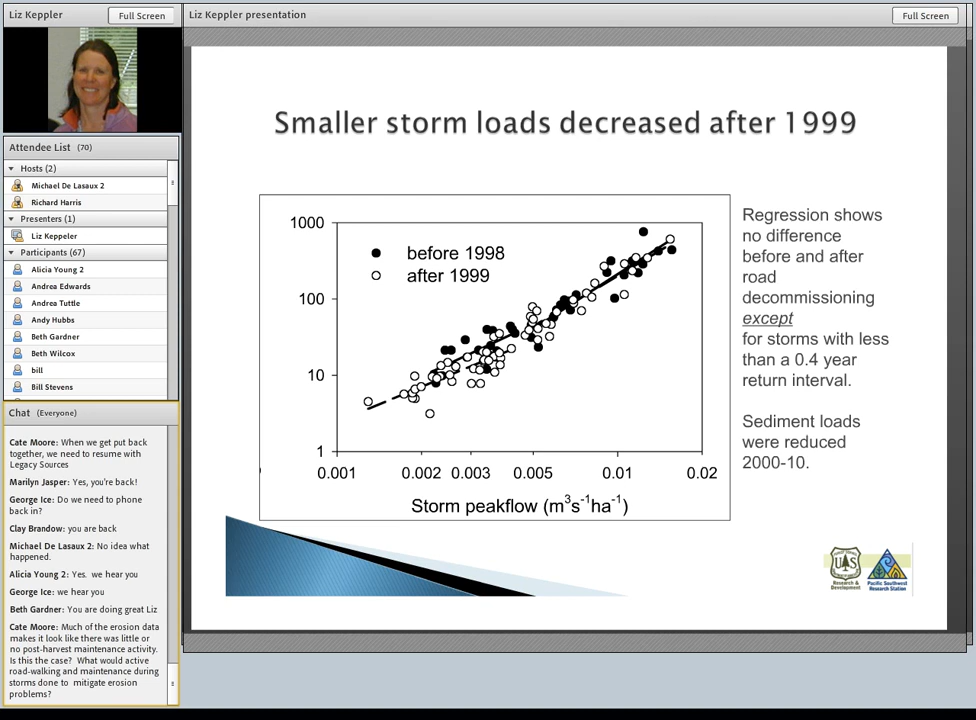 Liz Keppler
Full Screen
Attendee List (70)
Hosts (2)
Michael De Lasaux 2
Richard Harris
Presenters (1)
Liz Keppeler
Participants (67)
Alicia Young 2
Andrea Edwards
Andrea Tuttle
Andy Hubbs
Beth Gardner
Beth Wilcox
bill
Bill Stevens
Chat (Everyone)
Cate Moore: When we get put back
together, we need to resume with
Legacy Sources
Marilyn Jasper: Yes, you're back!
George Ice: Do we need to phone
back in?
Clay Brandow: you are back
Michael De Lasaux 2: No idea what
happened.
Alicia Young 2: Yes. we hear you
George Ice: we hear you
Beth Gardner: You are doing great Liz
Cate Moore: Much of the erosion data
makes it look like there was little or
no post-harvest maintenance activity.
Is this the case? What would active
road-walking and maintenance during
storms done to mitigate erosion
problems?
Liz Keppler presentation
Full Screen
Smaller storm loads decreased after 1999
1000
100
10
1
before 1998
after 1999
0.001 0.002 0.003 0.005 0.01 0.02
Storm peakflow (m³s⁻¹ha⁻¹)
Regression shows
no difference
before and after
road
decommissioning
except
for storms with less
than a 0.4 year
return interval.
Sediment loads
were reduced
2000-10.
UAS
Research &
Development
Pacific Southwest
Research Station